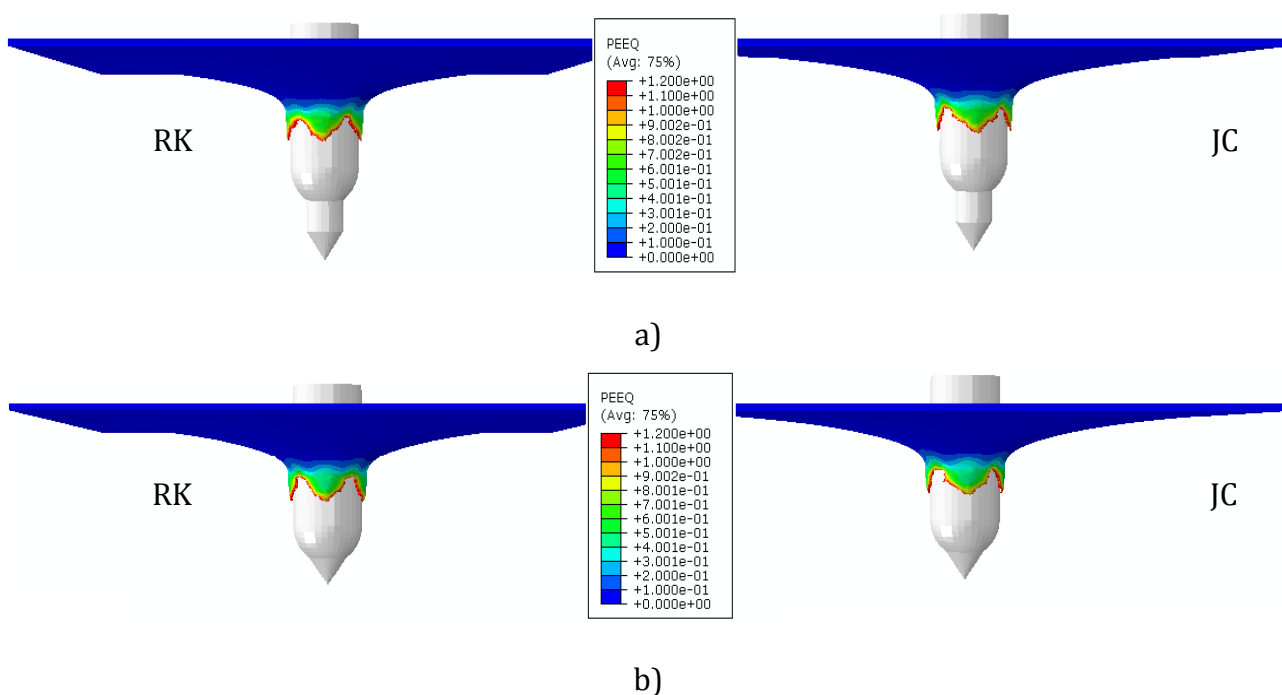 RK
PEEQ
(Avg: 75%)
+1.200e+00
+1.100e+00
+1.000e+00
+9.002e-01
+8.002e-01
+7.002e-01
+6.001e-01
+5.001e-01
+4.001e-01
+3.001e-01
+2.000e-01
+1.000e-01
+0.000e+00
JC
a)
RK
PEEQ
(Avg: 75%)
+1.200e+00
+1.100e+00
+1.000e+00
+9.002e-01
+8.001e-01
+7.001e-01
+6.001e-01
+5.001e-01
+4.001e-01
+3.001e-01
+2.000e-01
+1.000e-01
+0.000e+00
JC
b)